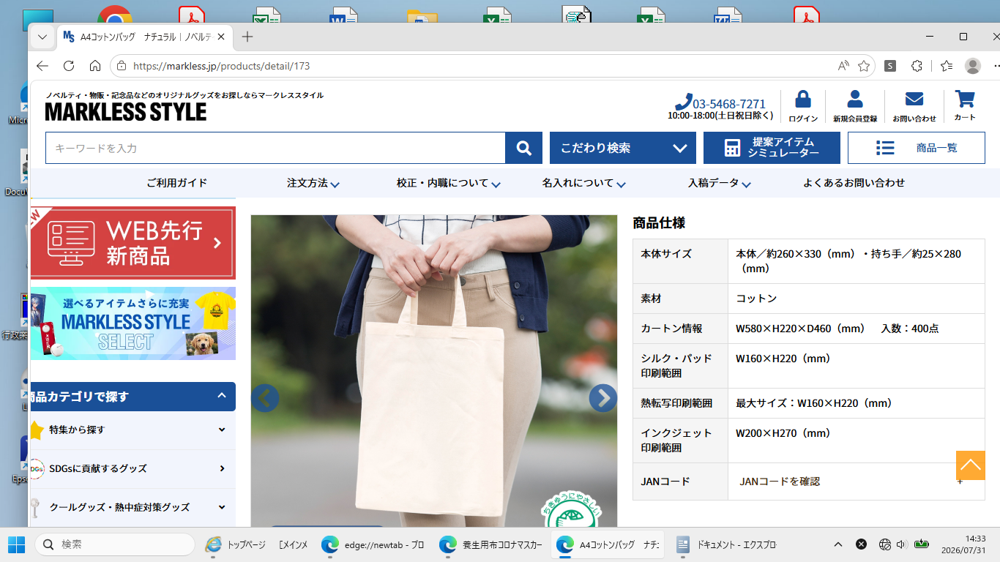 A4コットンバッグ　ナチュラル｜ノベルテ
https://markless.jp/products/detail/173
ノベルティ・物販・記念品などのオリジナルグッズをお探しならマークレススタイル
MARKLESS STYLE
03-5468-7271
10:00-18:00(土日祝日除く)
ログイン
新規会員登録
お問い合わせ
カート
キーワードを入力
こだわり検索
提案アイテム
シミュレーター
商品一覧
ご利用ガイド
注文方法
校正・内職について
名入れについて
入稿データ
よくあるお問い合わせ
WEB先行
新商品
選べるアイテムさらに充実
MARKLESS STYLE
SELECT
商品カテゴリで探す
特集から探す
SDGsに貢献するグッズ
クールグッズ・熱中症対策グッズ
ちきゅうにやさしい
商品仕様
本体サイズ
本体／約260×330（mm）・持ち手／約25×280
（mm）
素材
コットン
カートン情報
W580×H220×D460（mm）　入数：400点
シルク・パッド
印刷範囲
W160×H220（mm）
熱転写印刷範囲
最大サイズ：W160×H220（mm）
インクジェット
印刷範囲
W200×H270（mm）
JANコード
JANコードを確認
+
検索
トップページ　［メインメ
edge://newtab - プロ
養生用布コロナマスカー
A4コットンバッグ　ナチュ
ドキュメント - エクスプロ
14:33
2026/07/31